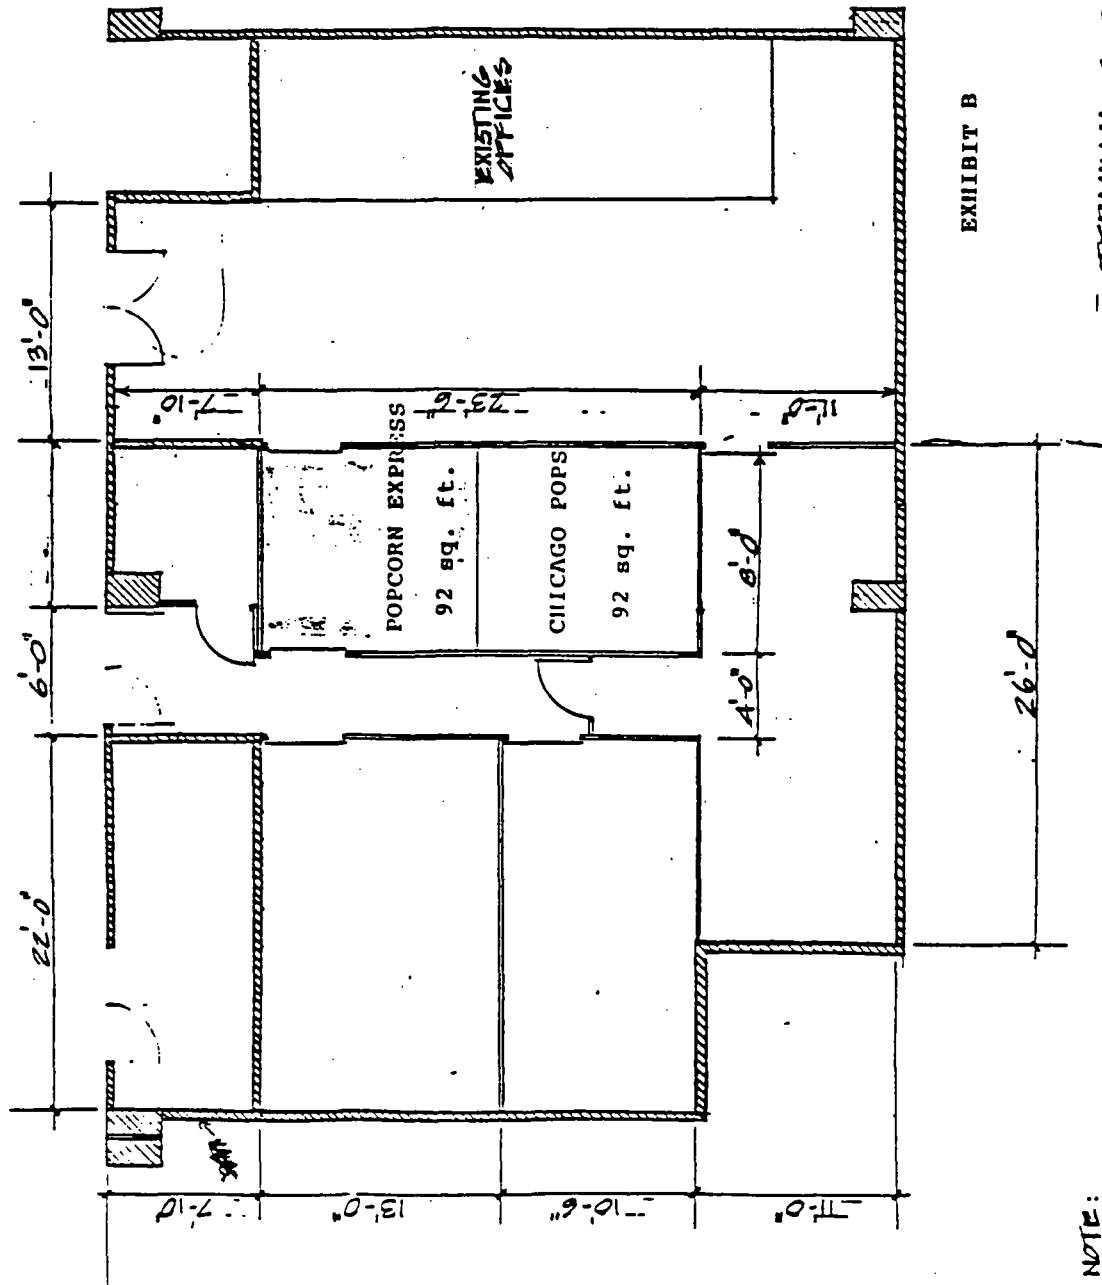 22'-0"
6'-0"
13'-0"
EXISTING
OFFICES
7'-10"
23'-6"
11'-0"
POPCORN EXPRESS
92 sq. ft.
CHICAGO POPS
92 sq. ft.
4'-0"
8'-0"
26'-0"
7'-10"
13'-0"
10'-6"
11'-0"
EXHIBIT B
NOTE: